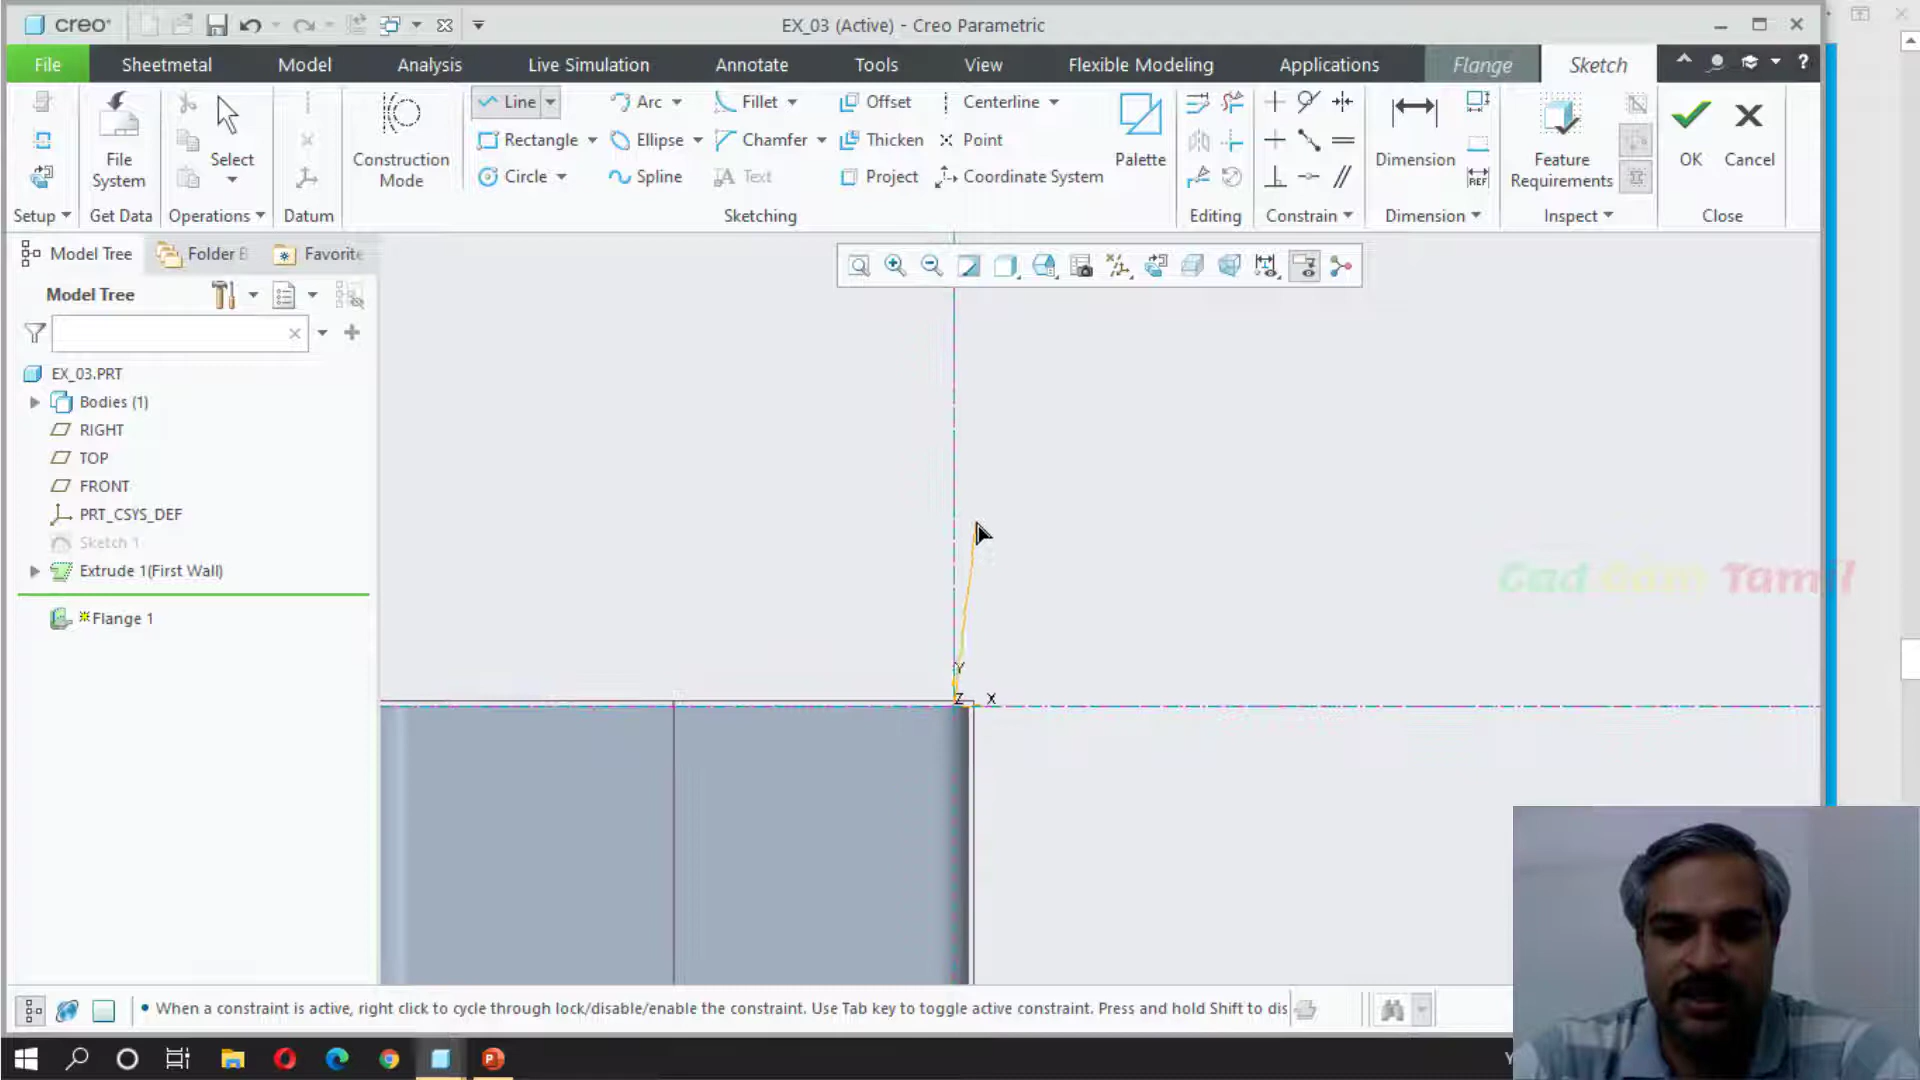 creo
EX_03 (Active) - Creo Parametric
File Sheetmetal Model Analysis Live Simulation Annotate Tools View Flexible Modeling Applications Flange Sketch ?
Line Arc Fillet Offset Centerline
Rectangle Ellipse Chamfer Thicken Point
Circle Spline Text Project Coordinate System
File System
Select
Construction Mode
Palette
Dimension
REF
Feature Requirements
OK Cancel
Setup Get Data Operations Datum Sketching Editing Constrain Dimension Inspect Close
Model Tree Folder B Favorite
Model Tree
EX_03.PRT
Bodies (1)
RIGHT
TOP
FRONT
PRT_CSYS_DEF
Sketch 1
Extrude 1(First Wall)
Flange 1
Y
Z X
Cad Cam Tamil
• When a constraint is active, right click to cycle through lock/disable/enable the constraint. Use Tab key to toggle active constraint. Press and hold Shift to dis